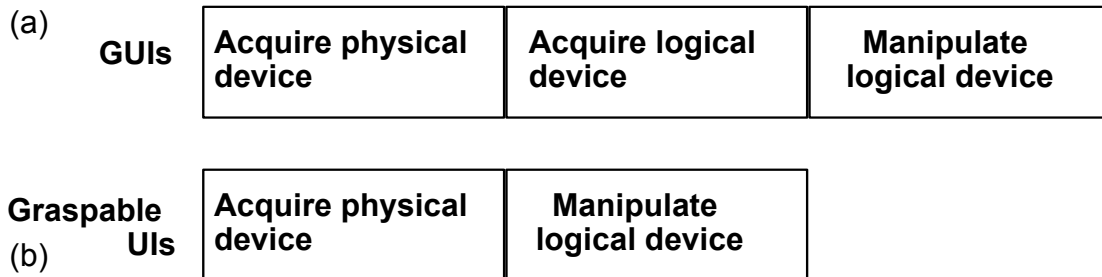 (a)
GUIs
Acquire physical
device
Acquire logical
device
Manipulate
logical device
Graspable
UIs
(b)
Acquire physical
device
Manipulate
logical device